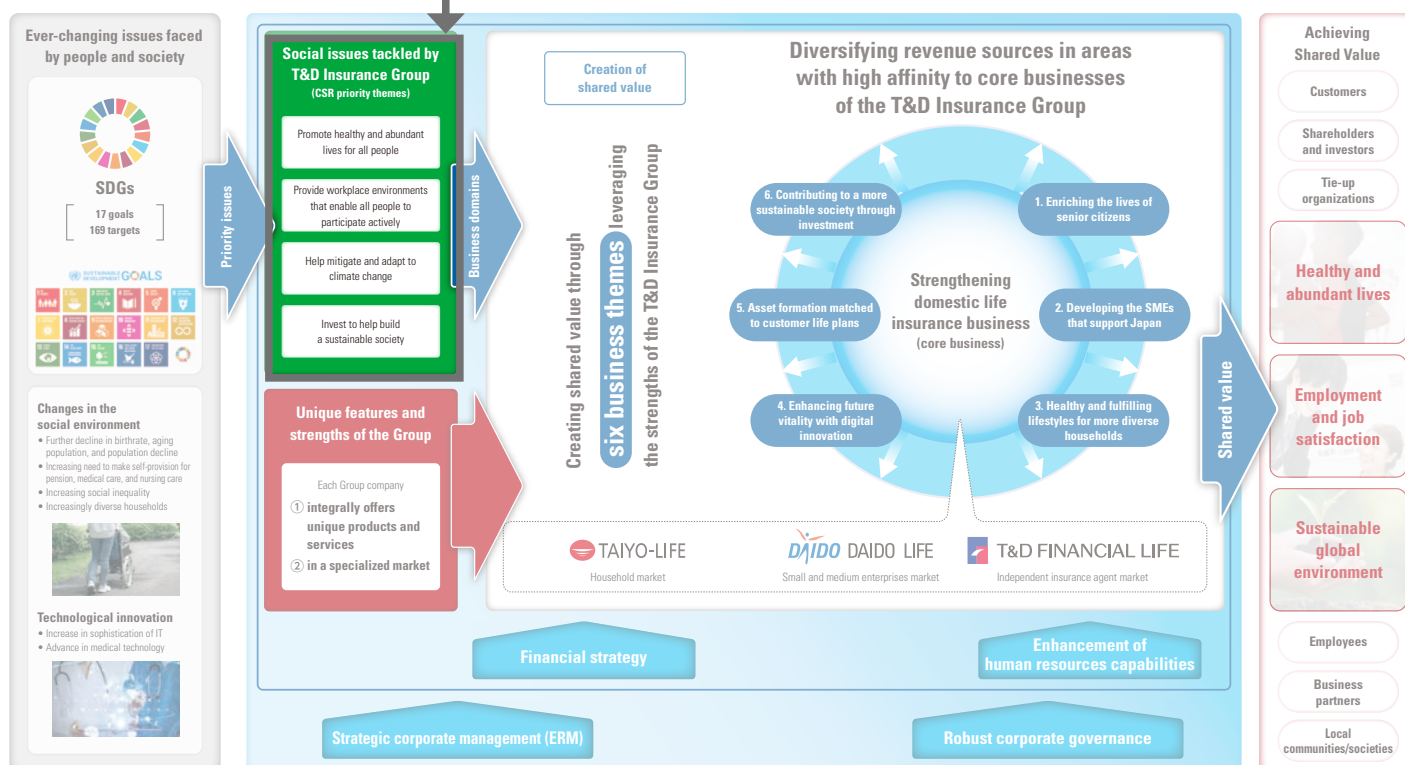 Ever-changing issues faced
by people and society
SDGs
17 goals
169 targets
SUSTAINABLE
DEVELOPMENT
GOALS
Changes in the
social environment
• Further decline in birthrate, aging
population, and population decline
• Increasing need to make self-provision for
pension, medical care, and nursing care
• Increasing social inequality
• Increasingly diverse households
Technological innovation
• Increase in sophistication of IT
• Advance in medical technology
Priority issues
Social issues tackled by
T&D Insurance Group
(CSR priority themes)
Promote healthy and abundant
lives for all people
Provide workplace environments
that enable all people to
participate actively
Help mitigate and adapt to
climate change
Invest to help build
a sustainable society
Business domains
Unique features and
strengths of the Group
Each Group company
① integrally offers
unique products and
services
② in a specialized market
Creation of
shared value
Creating shared value through
six business themes leveraging
the strengths of the T&D Insurance Group
Diversifying revenue sources in areas
with high affinity to core businesses
of the T&D Insurance Group
6. Contributing to a more
sustainable society through
investment
1. Enriching the lives of
senior citizens
5. Asset formation matched
to customer life plans
Strengthening
domestic life
insurance business
(core business)
2. Developing the SMEs
that support Japan
4. Enhancing future
vitality with digital
innovation
3. Healthy and fulfilling
lifestyles for more diverse
households
TAIYO-LIFE
Household market
DAIDO DAIDO LIFE
Small and medium enterprises market
T&D FINANCIAL LIFE
Independent insurance agent market
Financial strategy
Enhancement of
human resources capabilities
Strategic corporate management (ERM)
Robust corporate governance
Shared value
Achieving
Shared Value
Customers
Shareholders
and investors
Tie-up
organizations
Healthy and
abundant lives
Employment
and job
satisfaction
Sustainable
global
environment
Employees
Business
partners
Local
communities/societies